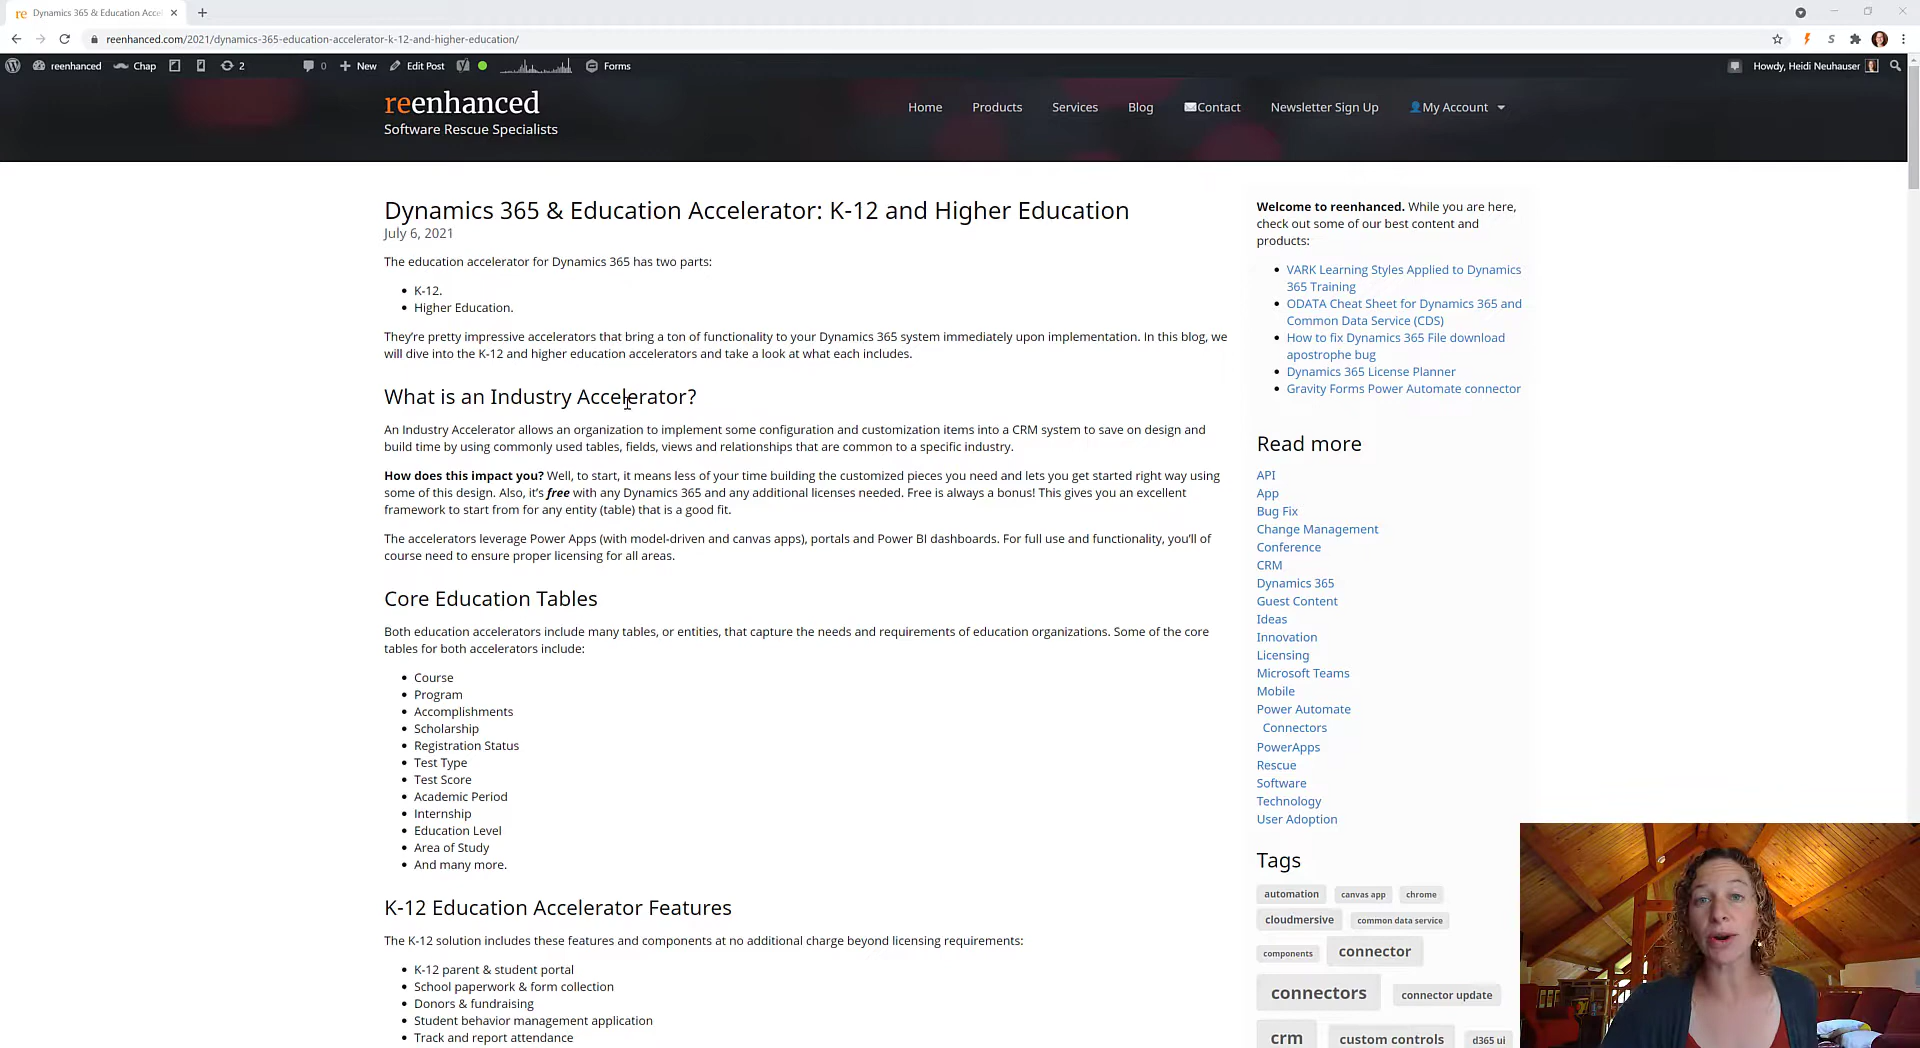 re Dynamics 365 & Education Acce
reenhanced.com/2021/dynamics-365-education-accelerator-k-12-and-higher-education/
reenhanced Chap 2 0 New Edit Post Forms Howdy, Heidi Neuhauser
reenhanced
Software Rescue Specialists
Home Products Services Blog Contact Newsletter Sign Up My Account
Dynamics 365 & Education Accelerator: K-12 and Higher Education
July 6, 2021
The education accelerator for Dynamics 365 has two parts:
K-12.
Higher Education.
They're pretty impressive accelerators that bring a ton of functionality to your Dynamics 365 system immediately upon implementation. In this blog, we
will dive into the K-12 and higher education accelerators and take a look at what each includes.
What is an Industry Accelerator?
An Industry Accelerator allows an organization to implement some configuration and customization items into a CRM system to save on design and
build time by using commonly used tables, fields, views and relationships that are common to a specific industry.
How does this impact you? Well, to start, it means less of your time building the customized pieces you need and lets you get started right way using
some of this design. Also, it's free with any Dynamics 365 and any additional licenses needed. Free is always a bonus! This gives you an excellent
framework to start from for any entity (table) that is a good fit.
The accelerators leverage Power Apps (with model-driven and canvas apps), portals and Power BI dashboards. For full use and functionality, you'll of
course need to ensure proper licensing for all areas.
Core Education Tables
Both education accelerators include many tables, or entities, that capture the needs and requirements of education organizations. Some of the core
tables for both accelerators include:
Course
Program
Accomplishments
Scholarship
Registration Status
Test Type
Test Score
Academic Period
Internship
Education Level
Area of Study
And many more.
K-12 Education Accelerator Features
The K-12 solution includes these features and components at no additional charge beyond licensing requirements:
K-12 parent & student portal
School paperwork & form collection
Donors & fundraising
Student behavior management application
Track and report attendance
Welcome to reenhanced. While you are here,
check out some of our best content and
products:
VARK Learning Styles Applied to Dynamics
365 Training
ODATA Cheat Sheet for Dynamics 365 and
Common Data Service (CDS)
How to fix Dynamics 365 File download
apostrophe bug
Dynamics 365 License Planner
Gravity Forms Power Automate connector
Read more
API
App
Bug Fix
Change Management
Conference
CRM
Dynamics 365
Guest Content
Ideas
Innovation
Licensing
Microsoft Teams
Mobile
Power Automate
Connectors
PowerApps
Rescue
Software
Technology
User Adoption
Tags
automation canvas app chrome
cloudmersive common data service
components connector
connectors connector update
crm custom controls d365 ui